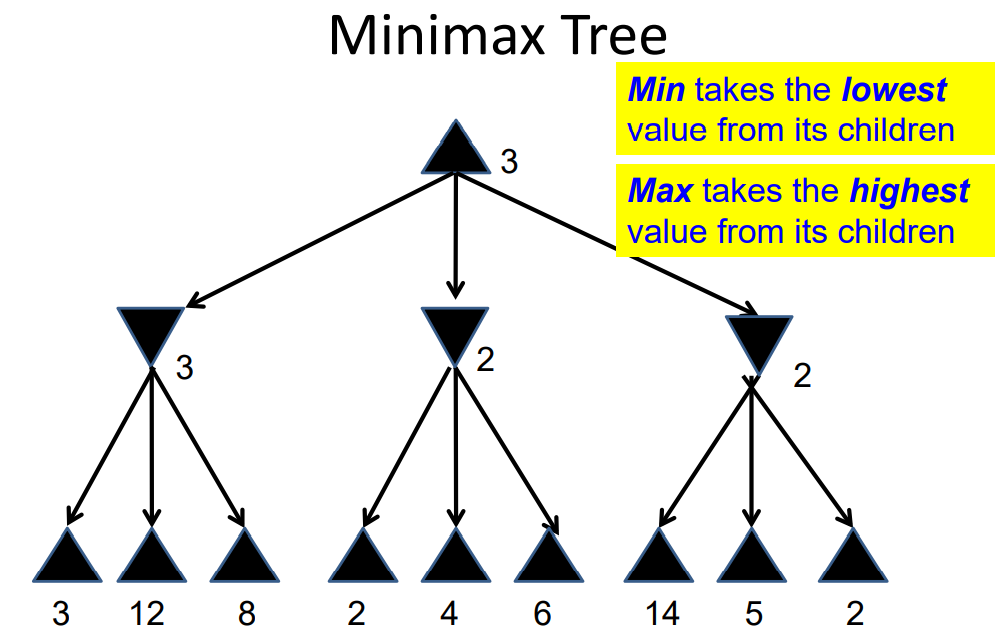 Minimax Tree
Min takes the lowest
value from its children
3
Max takes the highest
value from its children
3
2
2
3 12 8 2 4 6 14 5 2